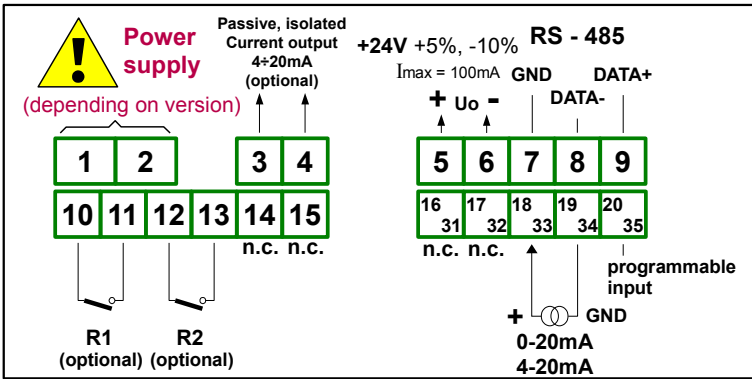 Power
supply
(depending on version)
Passive, isolated
Current output
4÷20mA
(optional)
+24V +5%, -10%
Imax = 100mA
+ Uo -
RS - 485
GND
DATA-
DATA+
1 2 3 4
5 6 7 8 9
10 11 12 13 14 15
n.c. n.c.
16 31 17 32 18 33 19 34 20 35
n.c. n.c.
R1
(optional)
R2
(optional)
+ GND
0-20mA
4-20mA
programmable
input